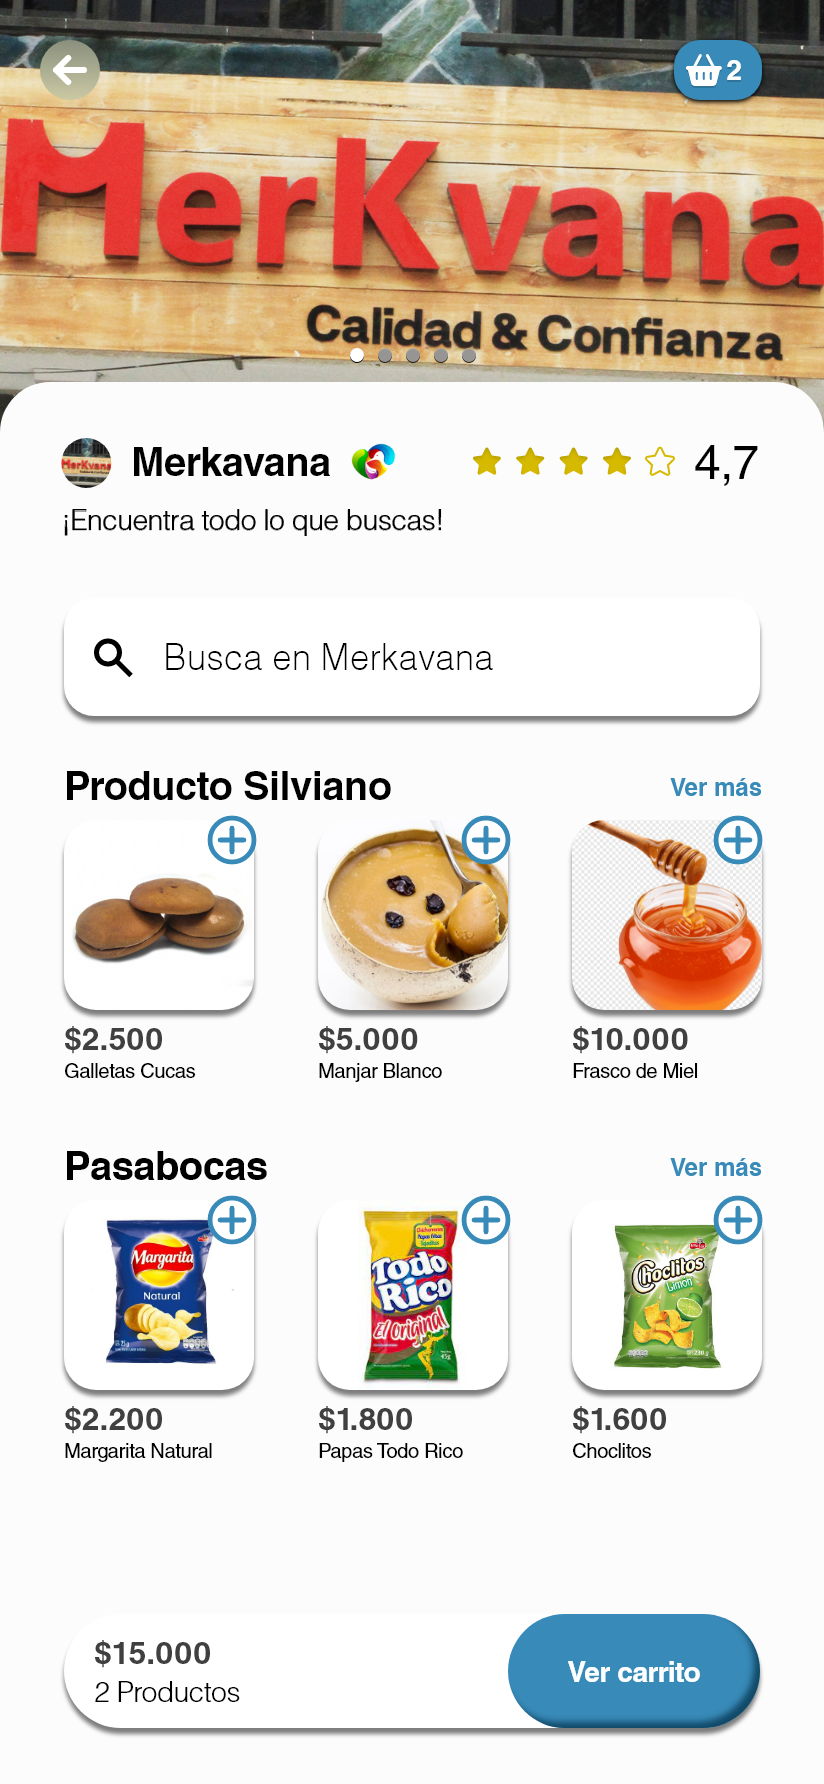 2
MerKvana
Calidad & Confianza
MerKvana
Merkavana
4,7
¡Encuentra todo lo que buscas!
Busca en Merkavana
Producto Silviano
Ver más
$2.500
$5.000
$10.000
Galletas Cucas
Manjar Blanco
Frasco de Miel
Pasabocas
Ver más
Margarita
Natural
Todo
Rico
El Original
Choclitos
Limón
$2.200
$1.800
$1.600
Margarita Natural
Papas Todo Rico
Choclitos
$15.000
2 Productos
Ver carrito